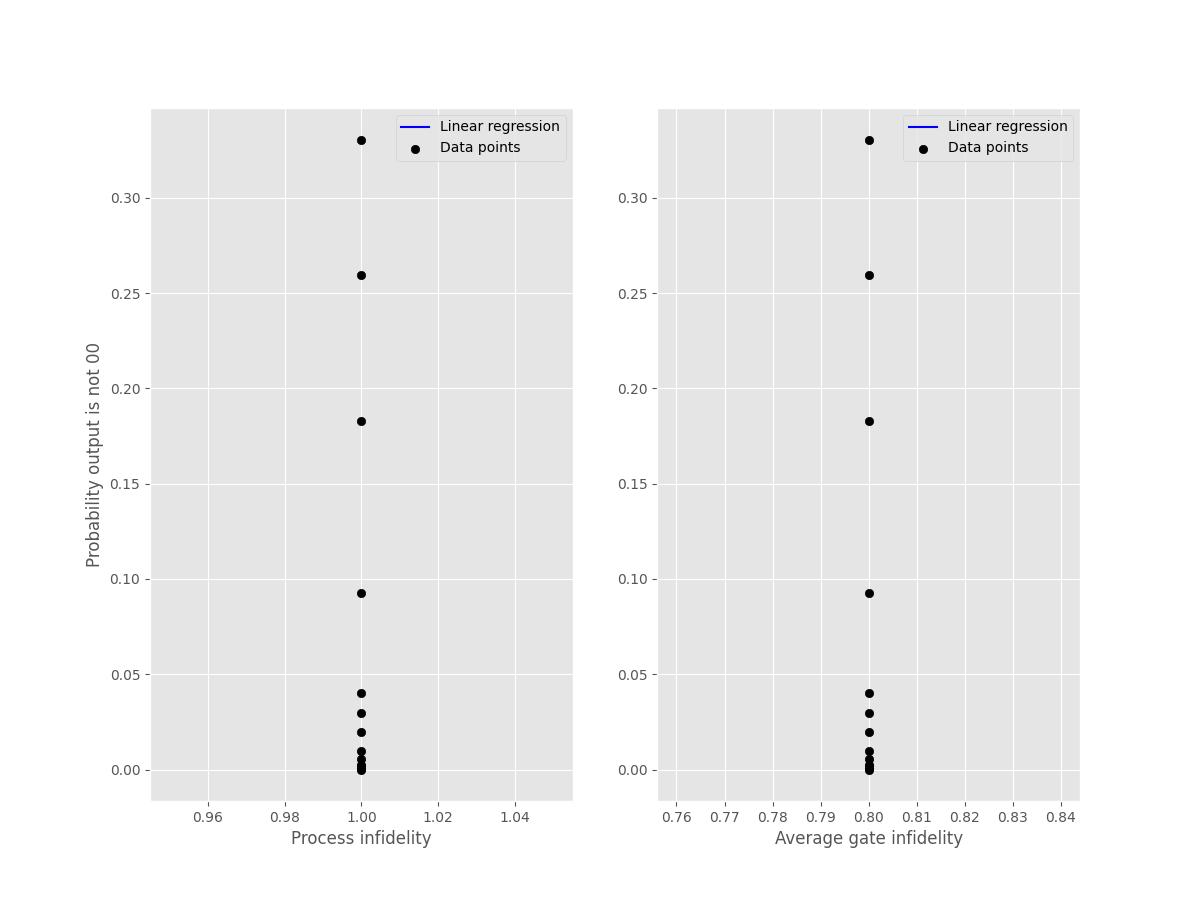 Linear regression
Data points
0.30
0.25
0.20
0.15
0.10
0.05
0.00
0.96 0.98 1.00 1.02 1.04
Process infidelity
Probability output is not 00
Linear regression
Data points
0.30
0.25
0.20
0.15
0.10
0.05
0.00
0.76 0.77 0.78 0.79 0.80 0.81 0.82 0.83 0.84
Average gate infidelity